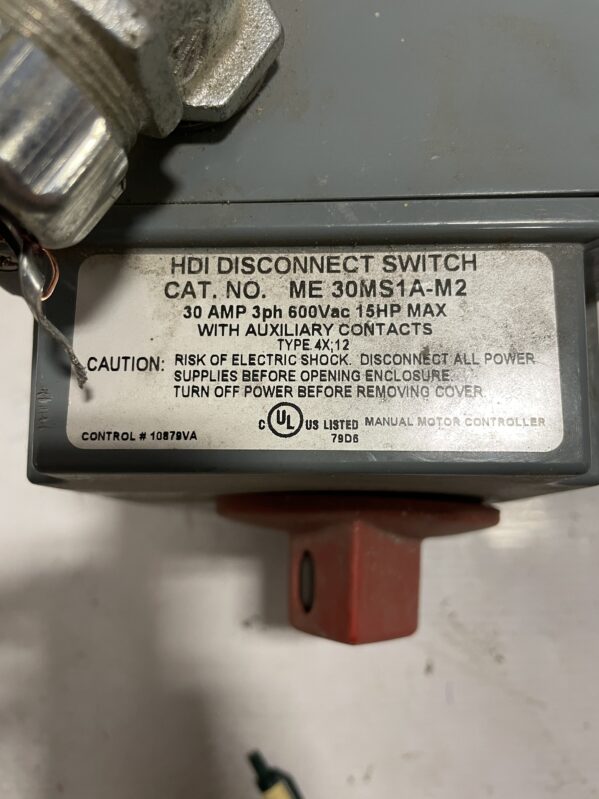 HDI DISCONNECT SWITCH
CAT. NO. ME 30MS1A-M2
30 AMP 3ph 600Vac 15HP MAX
WITH AUXILIARY CONTACTS
TYPE 4X;12
CAUTION: RISK OF ELECTRIC SHOCK. DISCONNECT ALL POWER
SUPPLIES BEFORE OPENING ENCLOSURE.
TURN OFF POWER BEFORE REMOVING COVER
C UL US LISTED MANUAL MOTOR CONTROLLER
CONTROL # 10879VA 79D6